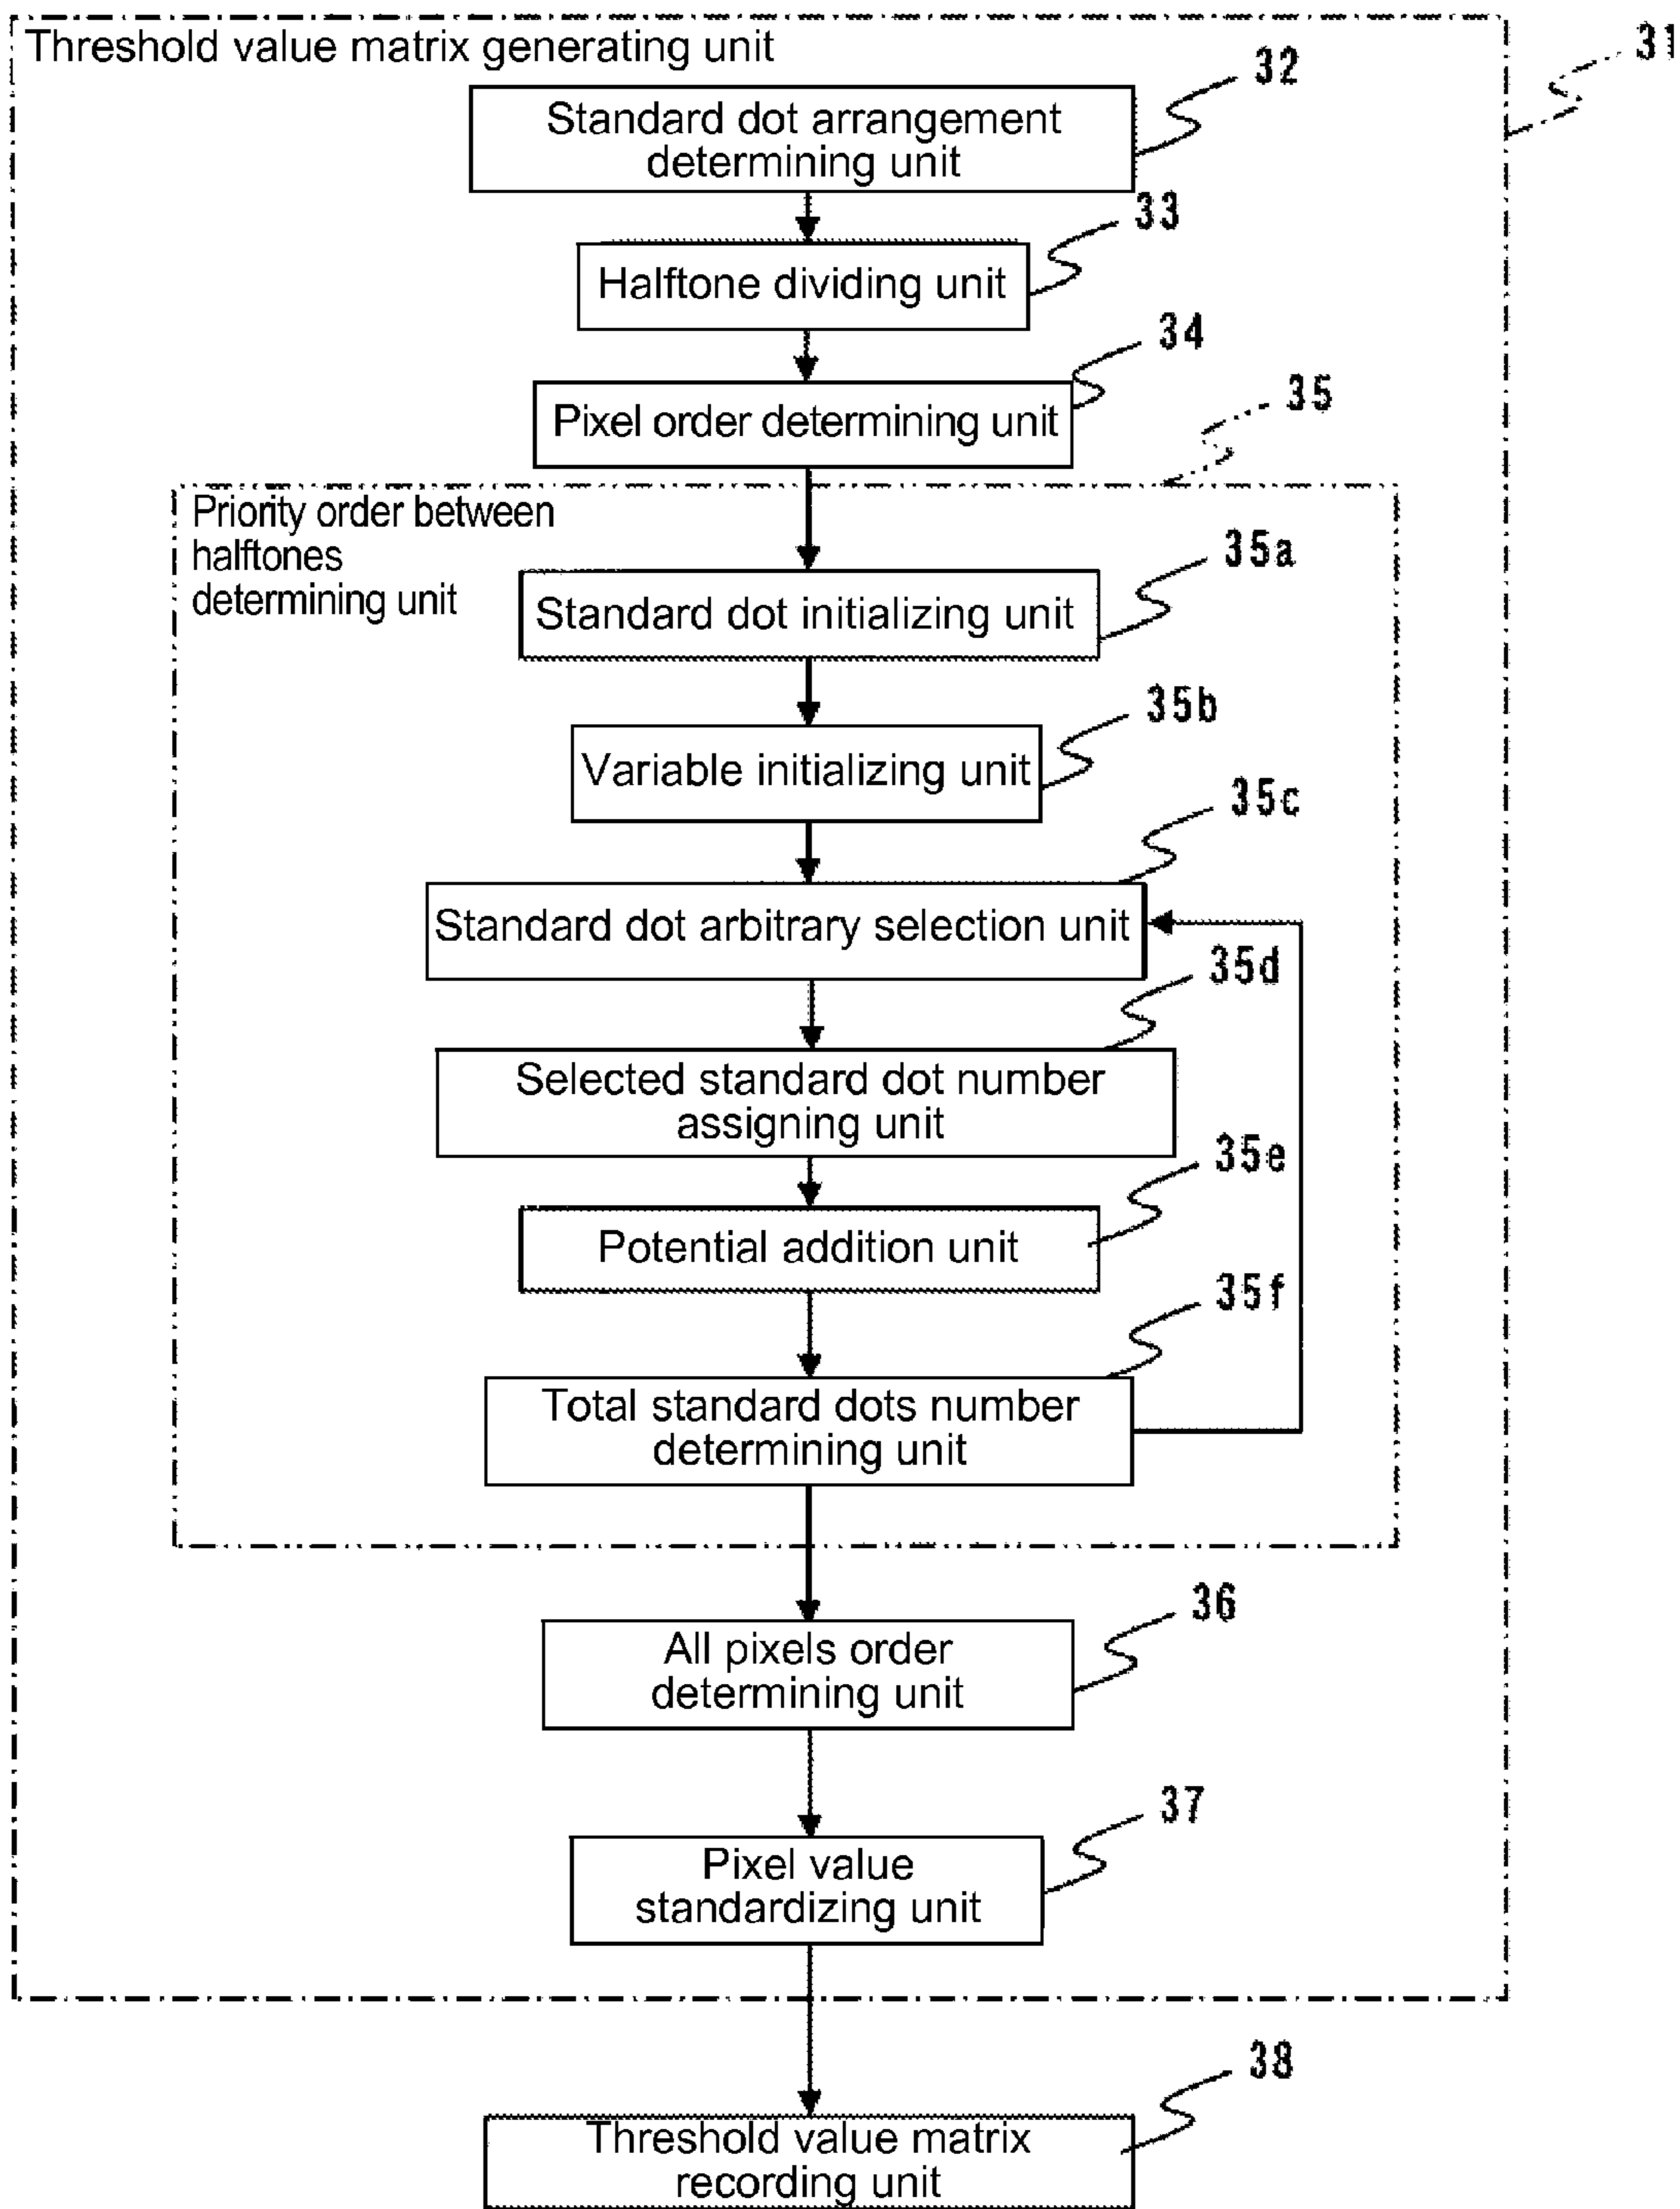 Threshold value matrix generating unit
31
32
Standard dot arrangement
determining unit
33
Halftone dividing unit
34
Pixel order determining unit
35
Priority order between
halftones
determining unit
35a
Standard dot initializing unit
35b
Variable initializing unit
35c
Standard dot arbitrary selection unit
35d
Selected standard dot number
assigning unit
35e
Potential addition unit
35f
Total standard dots number
determining unit
36
All pixels order
determining unit
37
Pixel value
standardizing unit
38
Threshold value matrix
recording unit